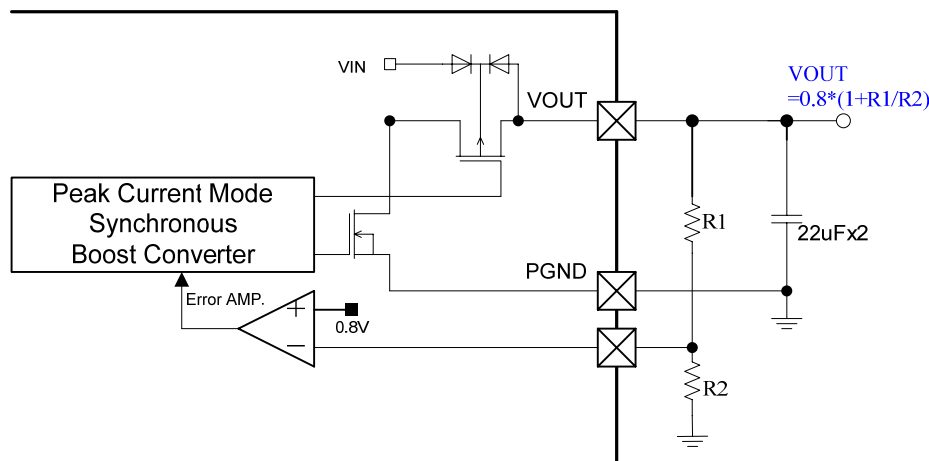 VIN
VOUT
VOUT
=0.8*(1+R1/R2)
Peak Current Mode
Synchronous
Boost Converter
R1
22uFx2
PGND
Error AMP.
+
0.8V
−
R2